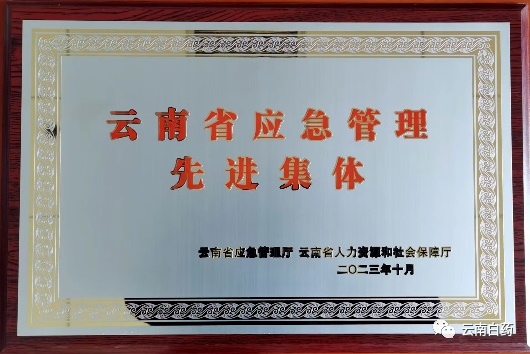 云南省应急管理
先进集体
云南省应急管理厅 云南省人力资源和社会保障厅
二〇二三年十月
云南白药